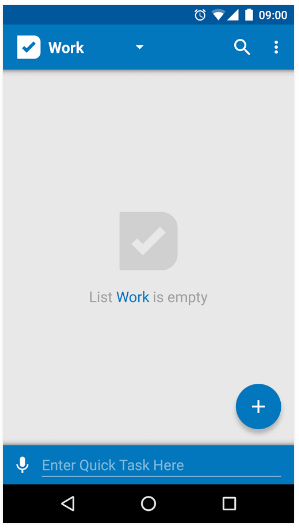 09:00
Work
List Work is empty
Enter Quick Task Here